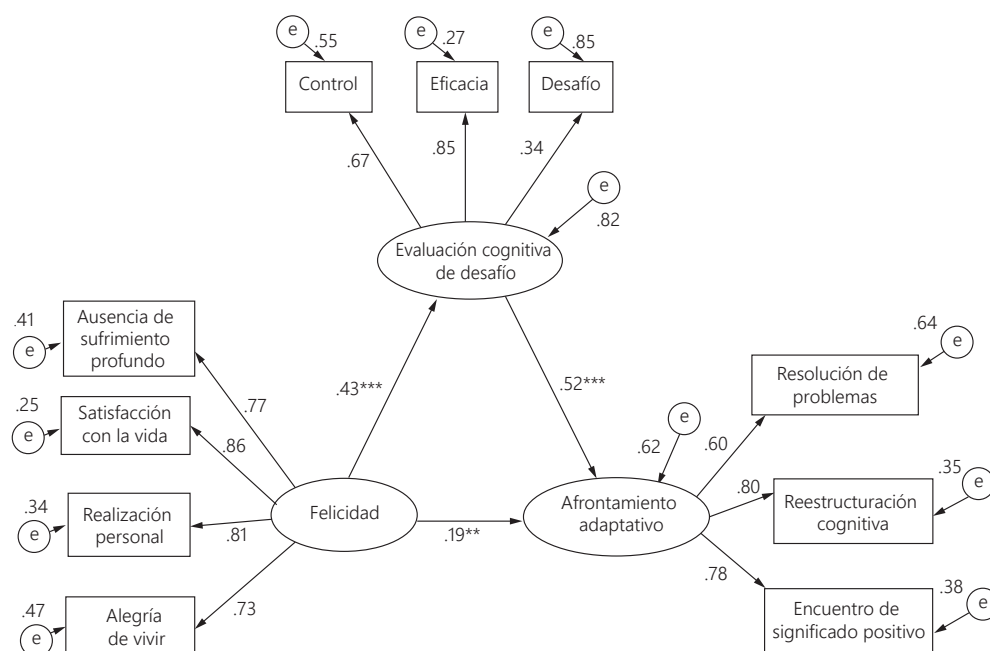 e .55
e .27
e .85
Control
Eficacia
Desafío
.67
.85
.34
e
.82
Evaluación cognitiva
de desafío
.41
e
Ausencia de
sufrimiento
profundo
.25
e
Satisfacción
con la vida
.34
e
Realización
personal
.47
e
Alegría
de vivir
.77
.86
.81
.73
Felicidad
.43***
.52***
.19**
e
.62
Afrontamiento
adaptativo
.60
.80
.78
.64
e
Resolución de
problemas
.35
e
Reestructuración
cognitiva
.38
e
Encuentro de
significado positivo